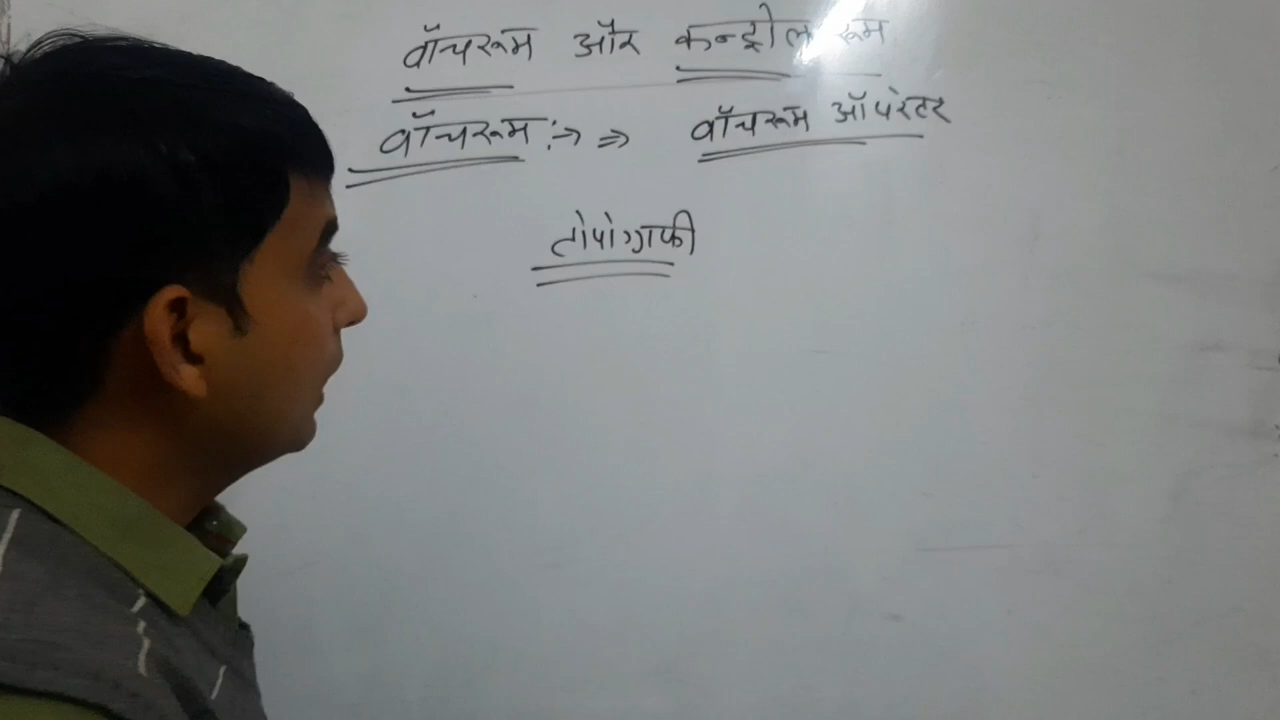 वॉचरूम और कन्ट्रोल रूम
वॉचरूम :→ ⇒ वॉचरूम ऑपरेटर
तोपोग्राफी